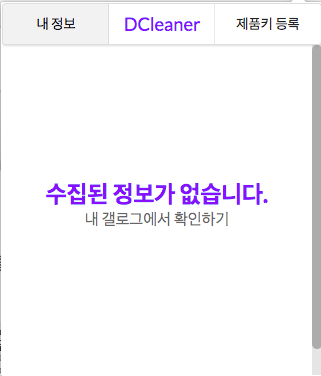 내 정보
DCleaner
제품키 등록
수집된 정보가 없습니다.
내 갤로그에서 확인하기